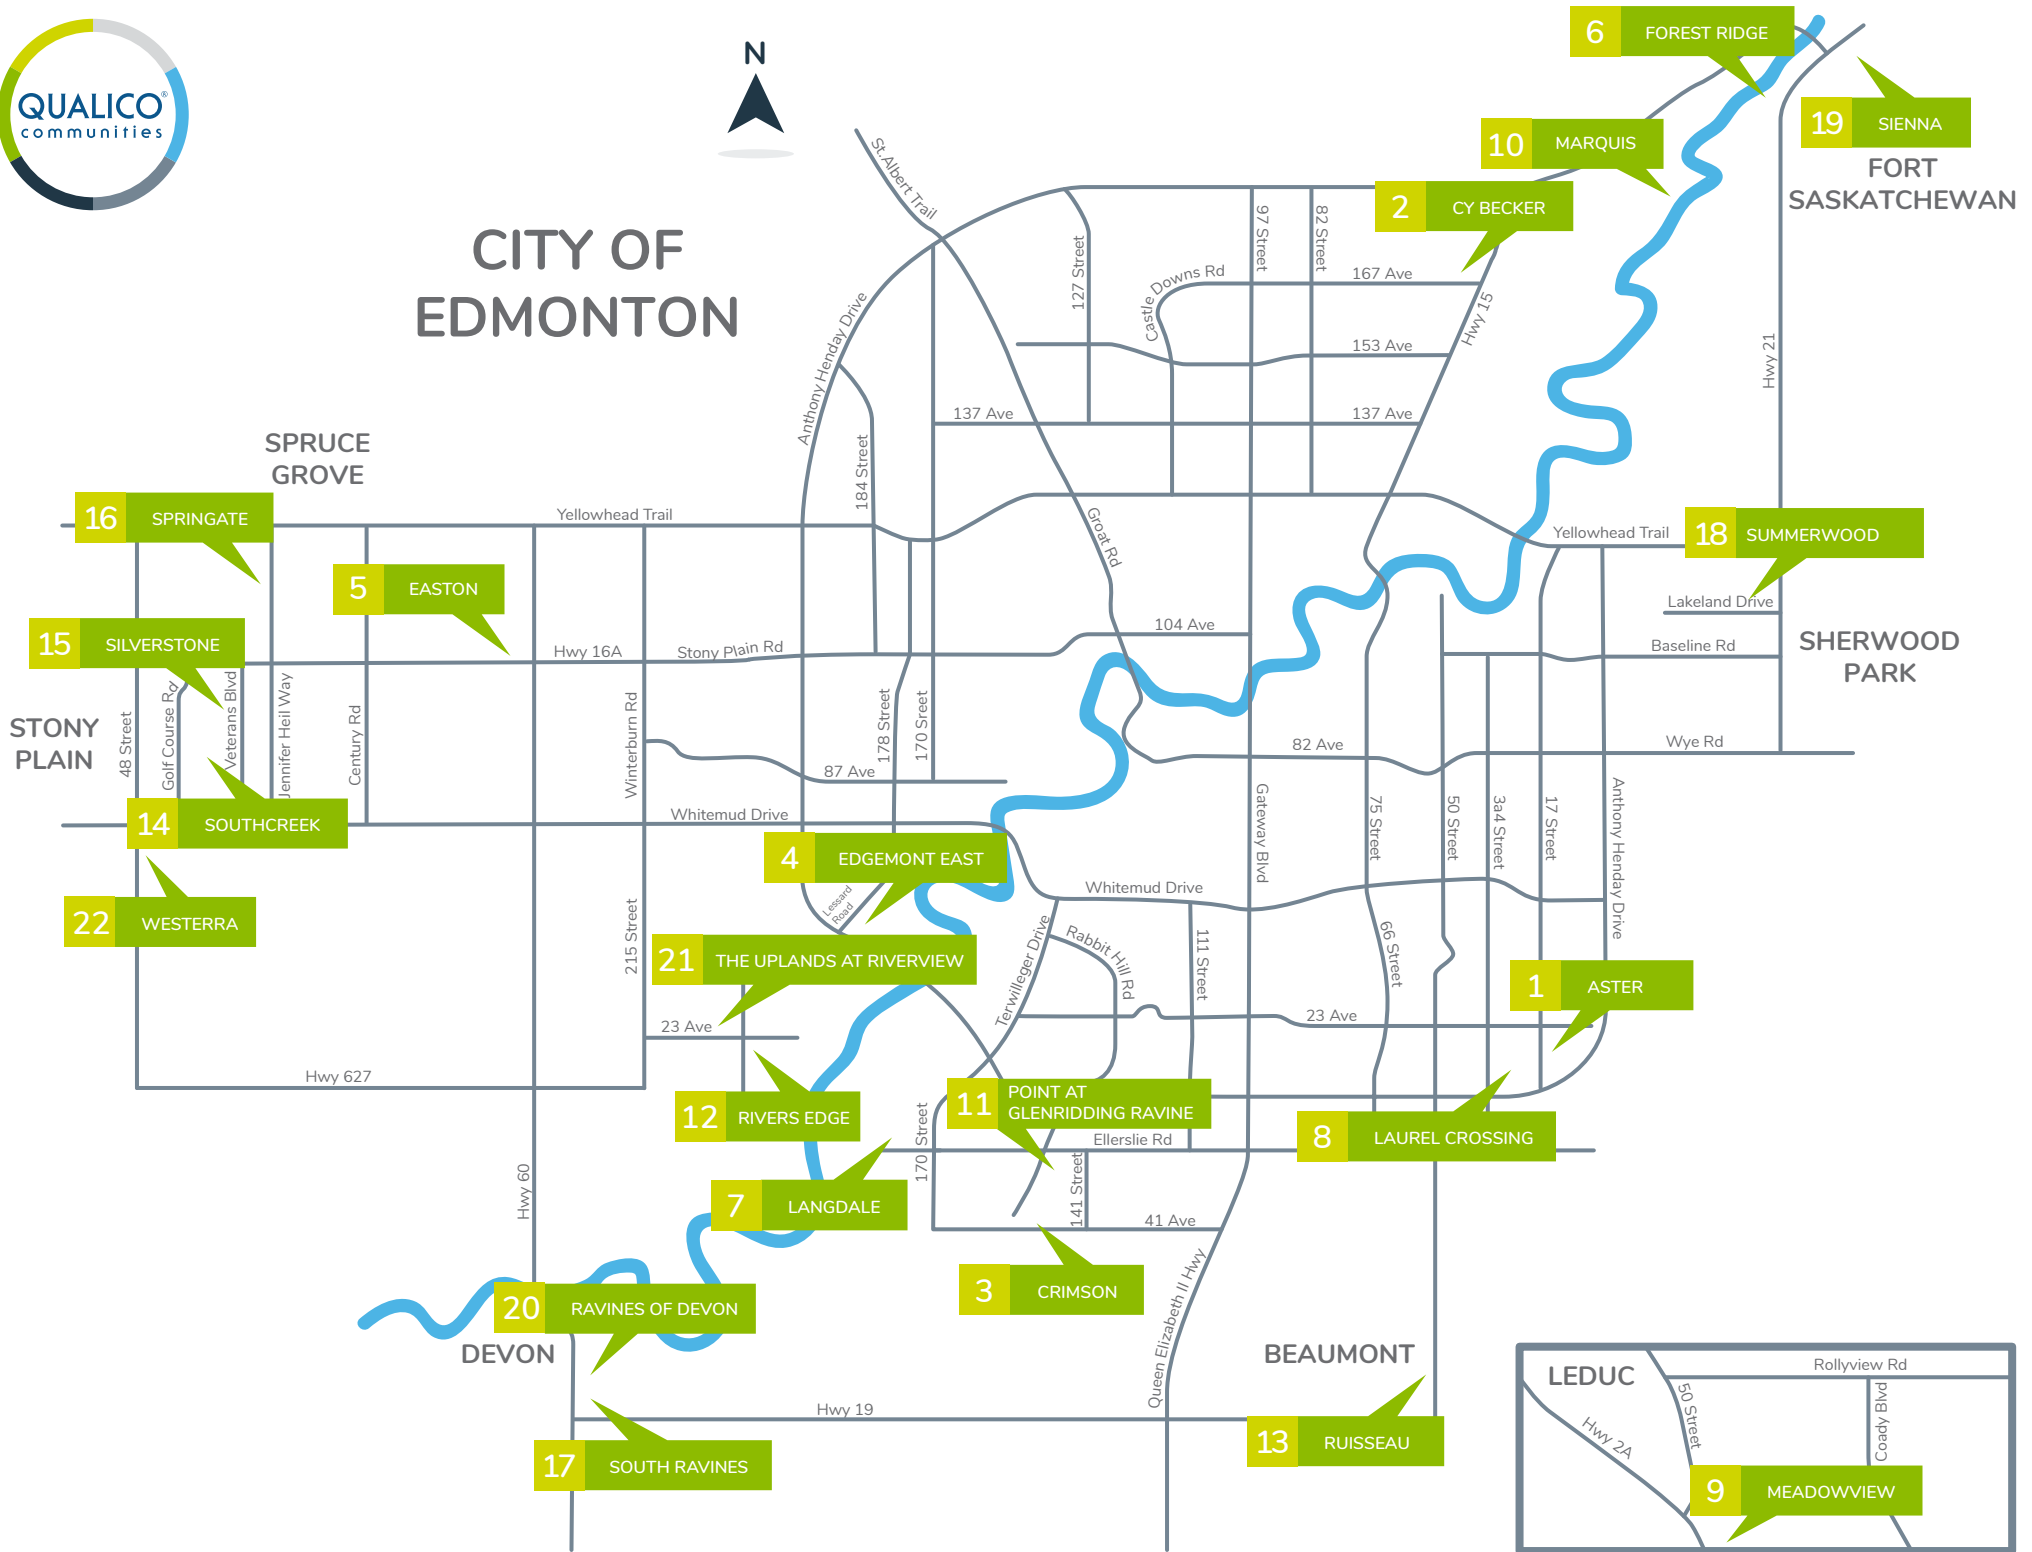 QUALICO®
communities
N
CITY OF
EDMONTON
6 FOREST RIDGE
19 SIENNA
FORT
SASKATCHEWAN
10 MARQUIS
2 CY BECKER
St.Albert Trail
97 Street
82 Street
127 Street
Castle Downs Rd
167 Ave
Hwy 15
153 Ave
Hwy 21
Anthony Henday Drive
137 Ave
137 Ave
184 Street
SPRUCE
GROVE
16 SPRINGATE
Yellowhead Trail
Groat Rd
Yellowhead Trail
18 SUMMERWOOD
5 EASTON
Lakeland Drive
104 Ave
15 SILVERSTONE
Hwy 16A
Stony Plain Rd
Baseline Rd
SHERWOOD
PARK
STONY
PLAIN
48 Street
Golf Course Rd
Veterans Blvd
Jennifer Heil Way
Century Rd
Winterburn Rd
178 Street
170 Sreet
82 Ave
Wye Rd
87 Ave
Whitemud Drive
14 SOUTHCREEK
Gateway Blvd
75 Street
50 Street
3a4 Street
17 Street
Anthony Henday Drive
4 EDGEMONT EAST
Lessard
Road
Whitemud Drive
22 WESTERRA
215 Street
21 THE UPLANDS AT RIVERVIEW
Terwilleger Drive
Rabbit Hill Rd
111 Street
66 Street
1 ASTER
23 Ave
23 Ave
Hwy 627
12 RIVERS EDGE
11 POINT AT
GLENRIDDING RAVINE
170 Street
Ellerslie Rd
8 LAUREL CROSSING
Hwy 60
141 Street
7 LANGDALE
41 Ave
3 CRIMSON
Queen Elizabeth II Hwy
20 RAVINES OF DEVON
DEVON
BEAUMONT
Hwy 19
13 RUISSEAU
17 SOUTH RAVINES
LEDUC
Rollyview Rd
50 Street
Coady Blvd
Hwy 2A
9 MEADOWVIEW